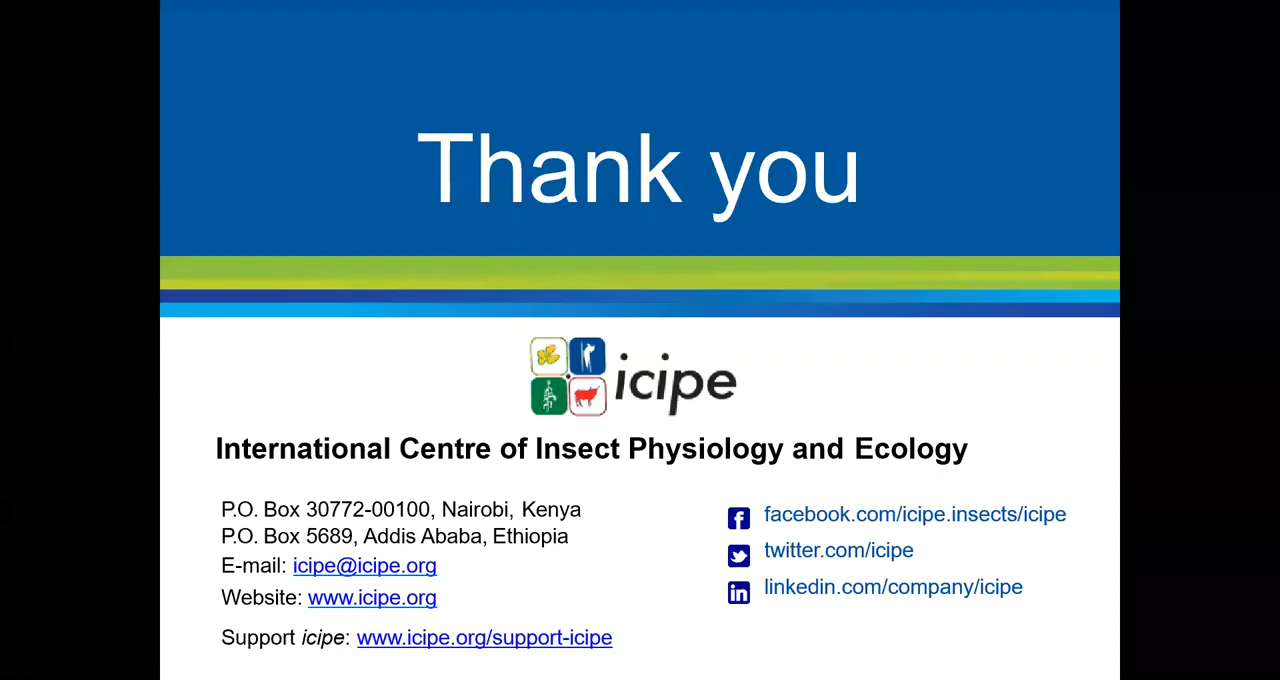 Thank you
icipe
International Centre of Insect Physiology and Ecology
P.O. Box 30772-00100, Nairobi, Kenya
P.O. Box 5689, Addis Ababa, Ethiopia
E-mail: icipe@icipe.org
Website: www.icipe.org
Support icipe: www.icipe.org/support-icipe
facebook.com/icipe.insects/icipe
twitter.com/icipe
linkedin.com/company/icipe